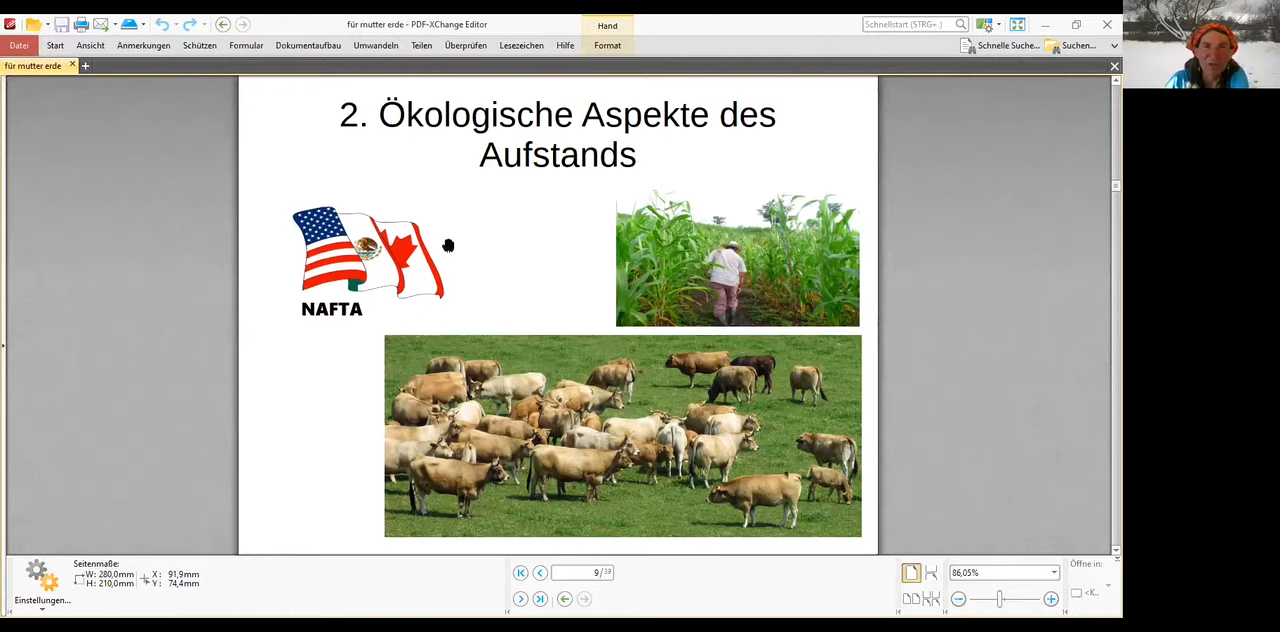 für mutter erde - PDF-XChange Editor
Hand
Schnellstart (STRG+.)
Datei Start Ansicht Anmerkungen Schützen Formular Dokumentaufbau Umwandeln Teilen Überprüfen Lesezeichen Hilfe Format
Schnelle Suche... Suchen...
für mutter erde
2. Ökologische Aspekte des
Aufstands
NAFTA
Einstellungen...
Seitenmaße:
W: 280,0mm
H: 210,0mm
X: 91,9mm
Y: 74,4mm
9 / 39
86,05%
Öffne in:
<K...